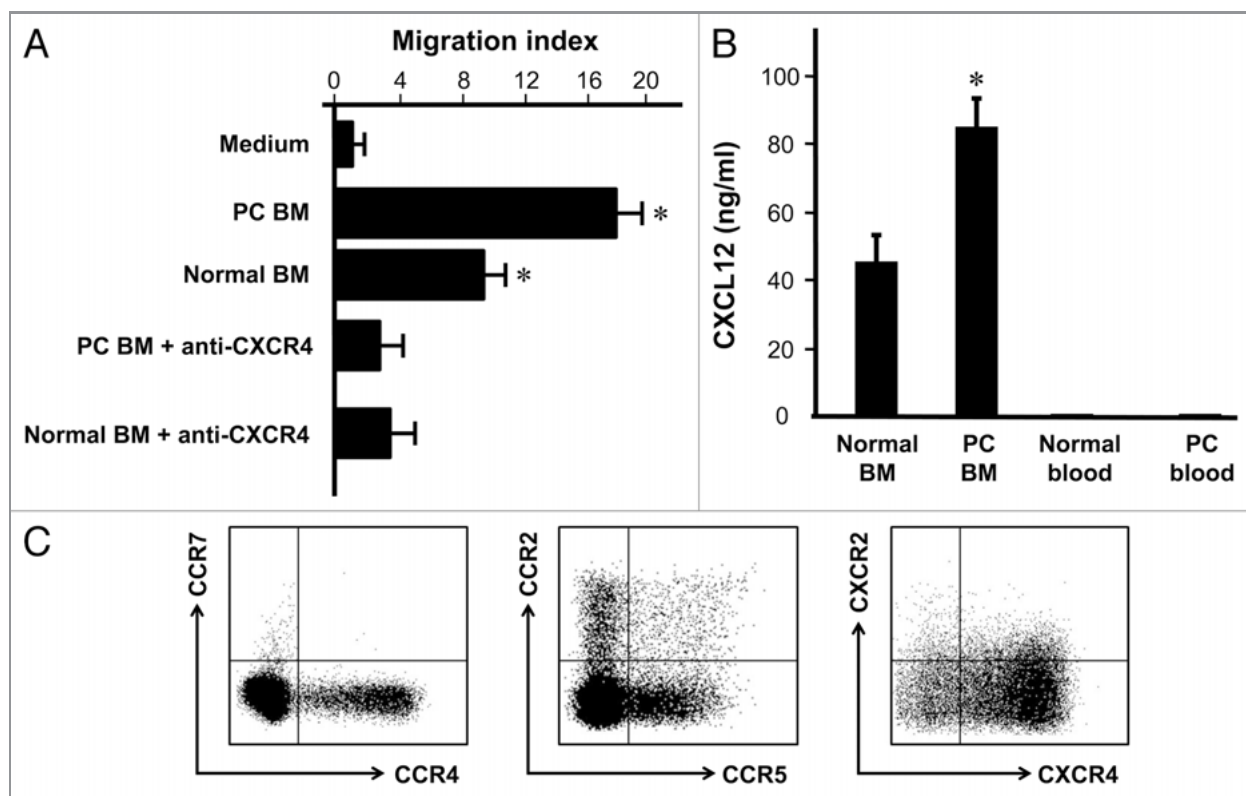 A
Migration index
0 4 8 12 16 20
Medium
PC BM
*
Normal BM
*
PC BM + anti-CXCR4
Normal BM + anti-CXCR4
B
CXCL12 (ng/ml)
100
80
60
40
20
0
*
Normal BM
PC BM
Normal blood
PC blood
C
CCR7
CCR4
CCR2
CCR5
CXCR2
CXCR4